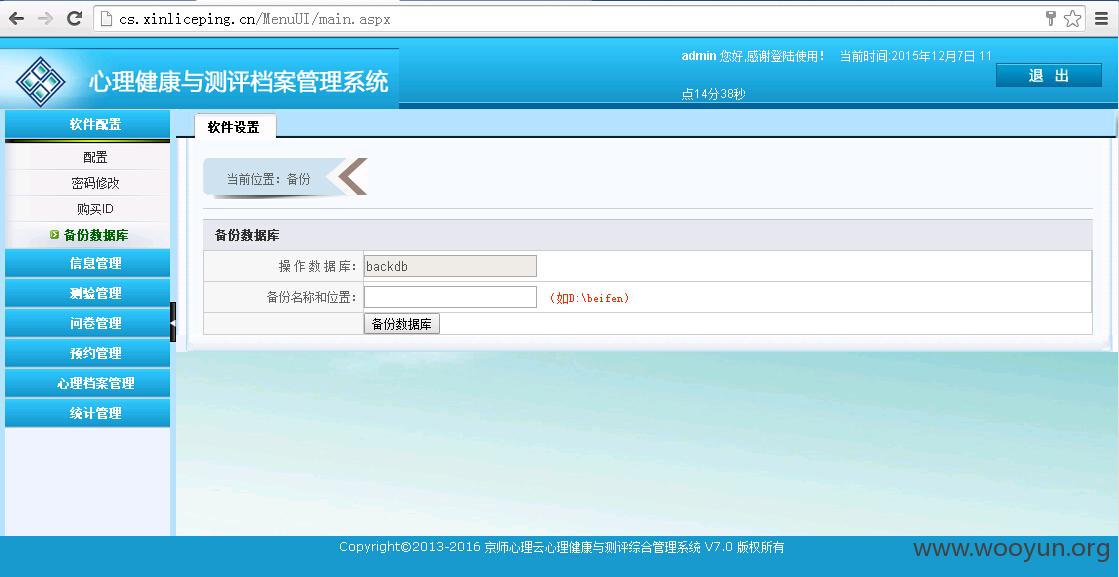 cs.xinliceping.cn/MenuUI/main.aspx
心理健康与测评档案管理系统
admin 您好,感谢登陆使用! 当前时间:2015年12月7日 11
点14分38秒
退 出
软件配置
配置
密码修改
购买ID
备份数据库
信息管理
测验管理
问卷管理
预约管理
心理档案管理
统计管理
软件设置
当前位置：备份
备份数据库
操作数据库： backdb
备份名称和位置： （如D:\beifen）
备份数据库
Copyright©2013-2016 京师心理云心理健康与测评综合管理系统 V7.0 版权所有
www.wooyun.org